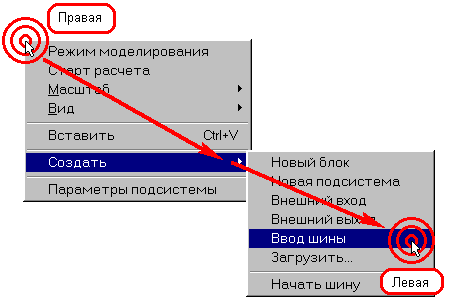 Правая
Режим моделирования
Старт расчета
Масштаб
Вид
Вставить Ctrl+V
Создать
Параметры подсистемы
Новый блок
Новая подсистема
Внешний вход
Внешний выход
Ввод шины
Загрузить...
Начать шину
Левая